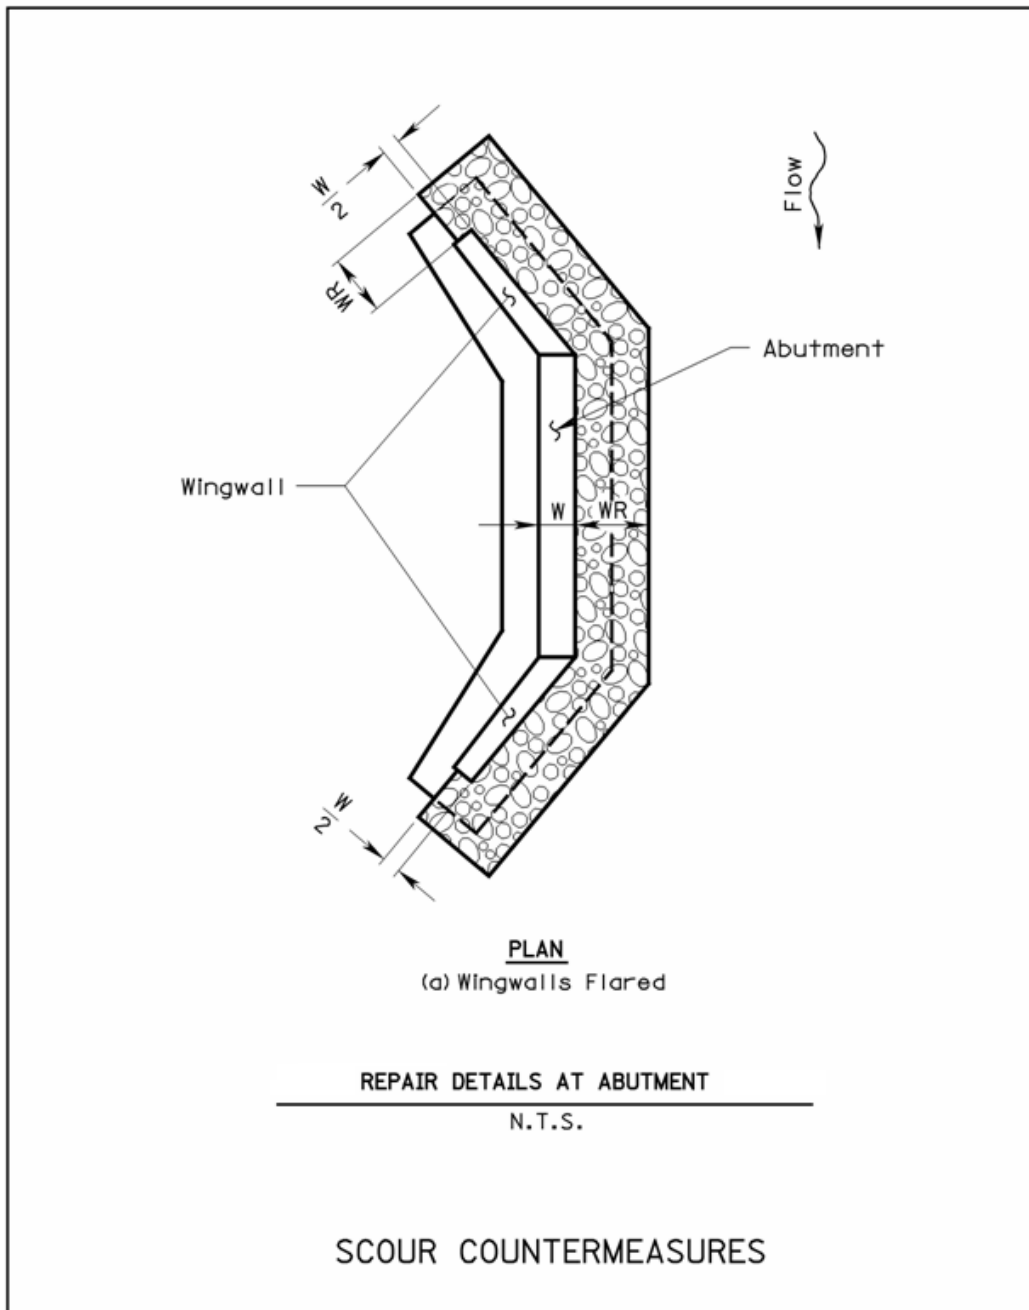 W
2
Flow
WR
Abutment
Wingwall
W
WR
W
2
PLAN
(a) Wingwalls Flared
REPAIR DETAILS AT ABUTMENT
N.T.S.
SCOUR COUNTERMEASURES